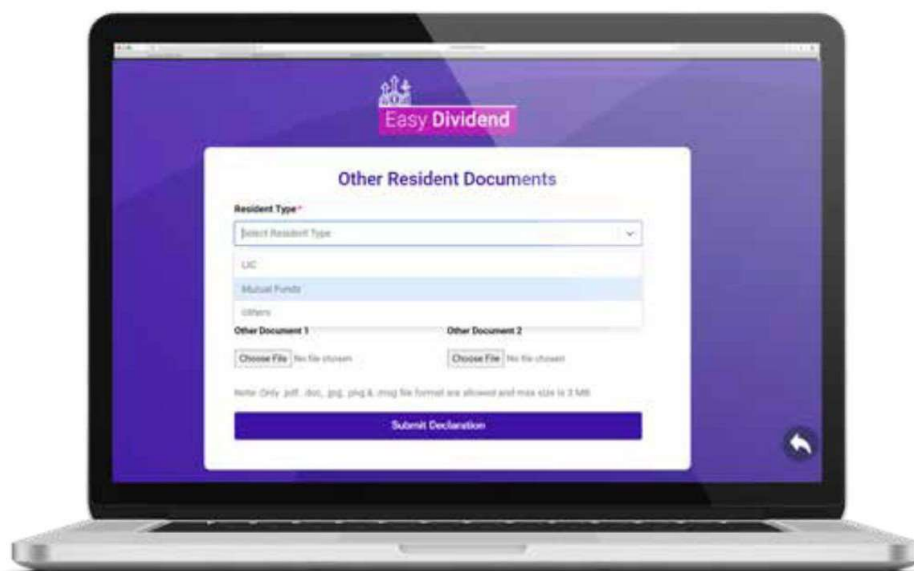 Easy Dividend
Other Resident Documents
Resident Type*
Select Resident Type
LIC
Mutual Funds
Others
Other Document 1 Other Document 2
Choose File No file chosen Choose File No file chosen
Note: Only .pdf, .doc, .jpg, .png & .msg file format are allowed and max size is 3 MB
Submit Declaration